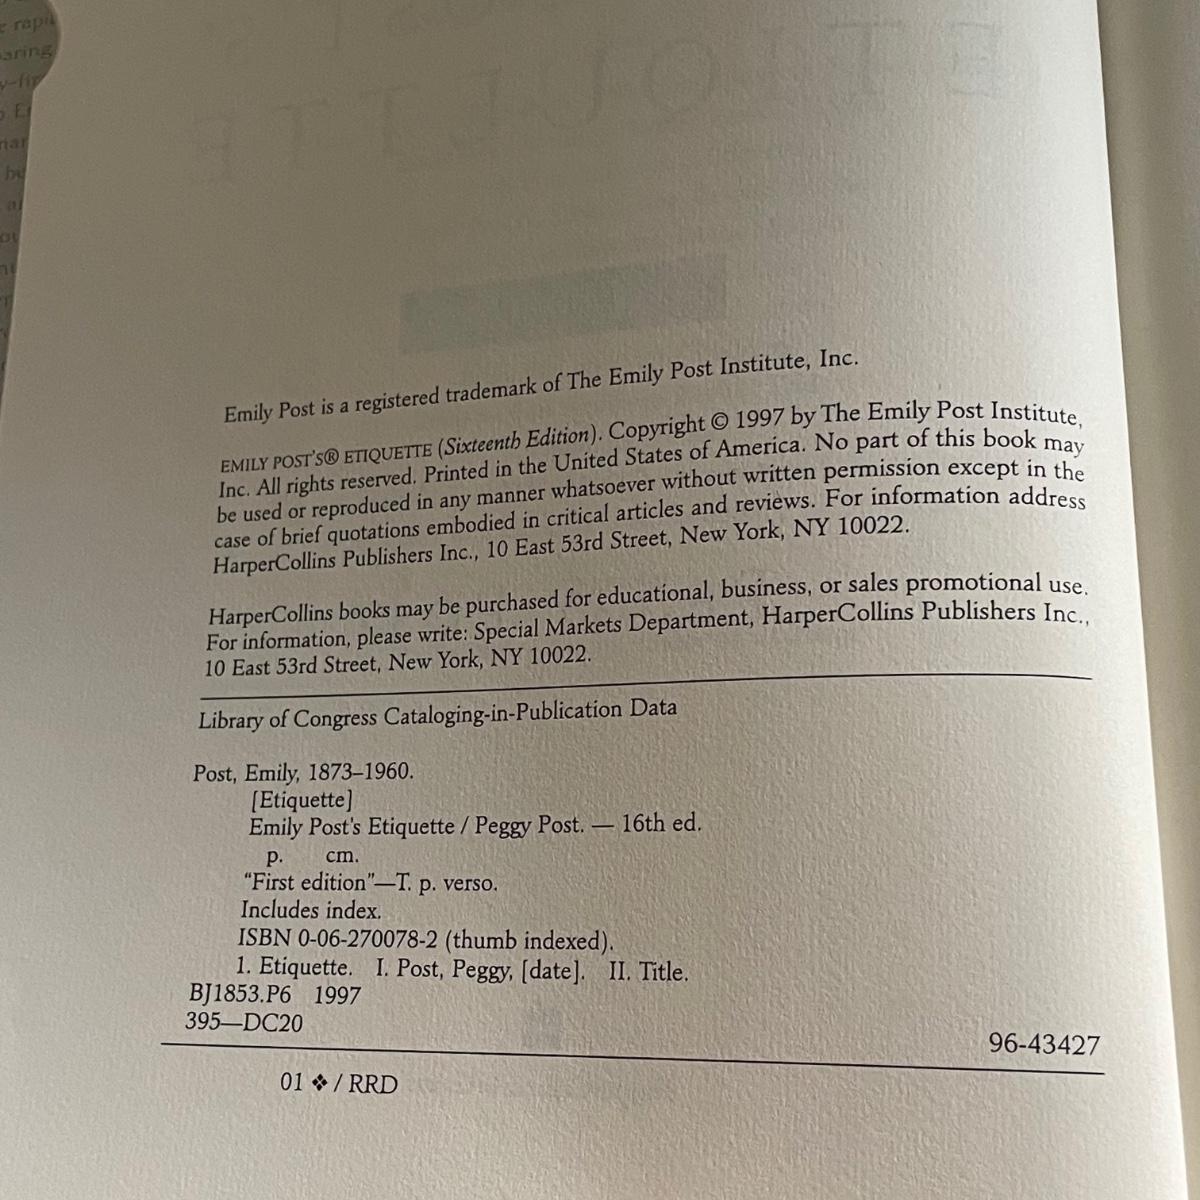 Emily Post is a registered trademark of The Emily Post Institute, Inc.
EMILY POST'S® ETIQUETTE (Sixteenth Edition). Copyright © 1997 by The Emily Post Institute,
Inc. All rights reserved. Printed in the United States of America. No part of this book may
be used or reproduced in any manner whatsoever without written permission except in the
case of brief quotations embodied in critical articles and reviews. For information address
HarperCollins Publishers Inc., 10 East 53rd Street, New York, NY 10022.
HarperCollins books may be purchased for educational, business, or sales promotional use.
For information, please write: Special Markets Department, HarperCollins Publishers Inc.,
10 East 53rd Street, New York, NY 10022.
Library of Congress Cataloging-in-Publication Data
Post, Emily, 1873–1960.
[Etiquette]
Emily Post's Etiquette / Peggy Post. — 16th ed.
p. cm.
"First edition"—T. p. verso.
Includes index.
ISBN 0-06-270078-2 (thumb indexed).
1. Etiquette. I. Post, Peggy, [date]. II. Title.
BJ1853.P6 1997
395—DC20
96-43427
01 ❖ / RRD